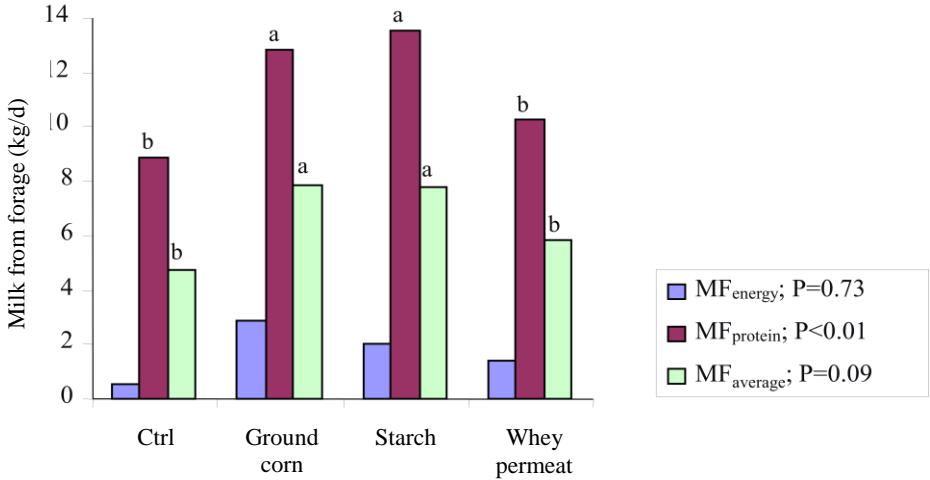 14
12
10
8
6
4
2
0
Milk from forage (kg/d)
b
b
a
a
a
a
b
b
Ctrl
Ground
corn
Starch
Whey
permeat
MFenergy; P=0.73
MFprotein; P<0.01
MFaverage; P=0.09